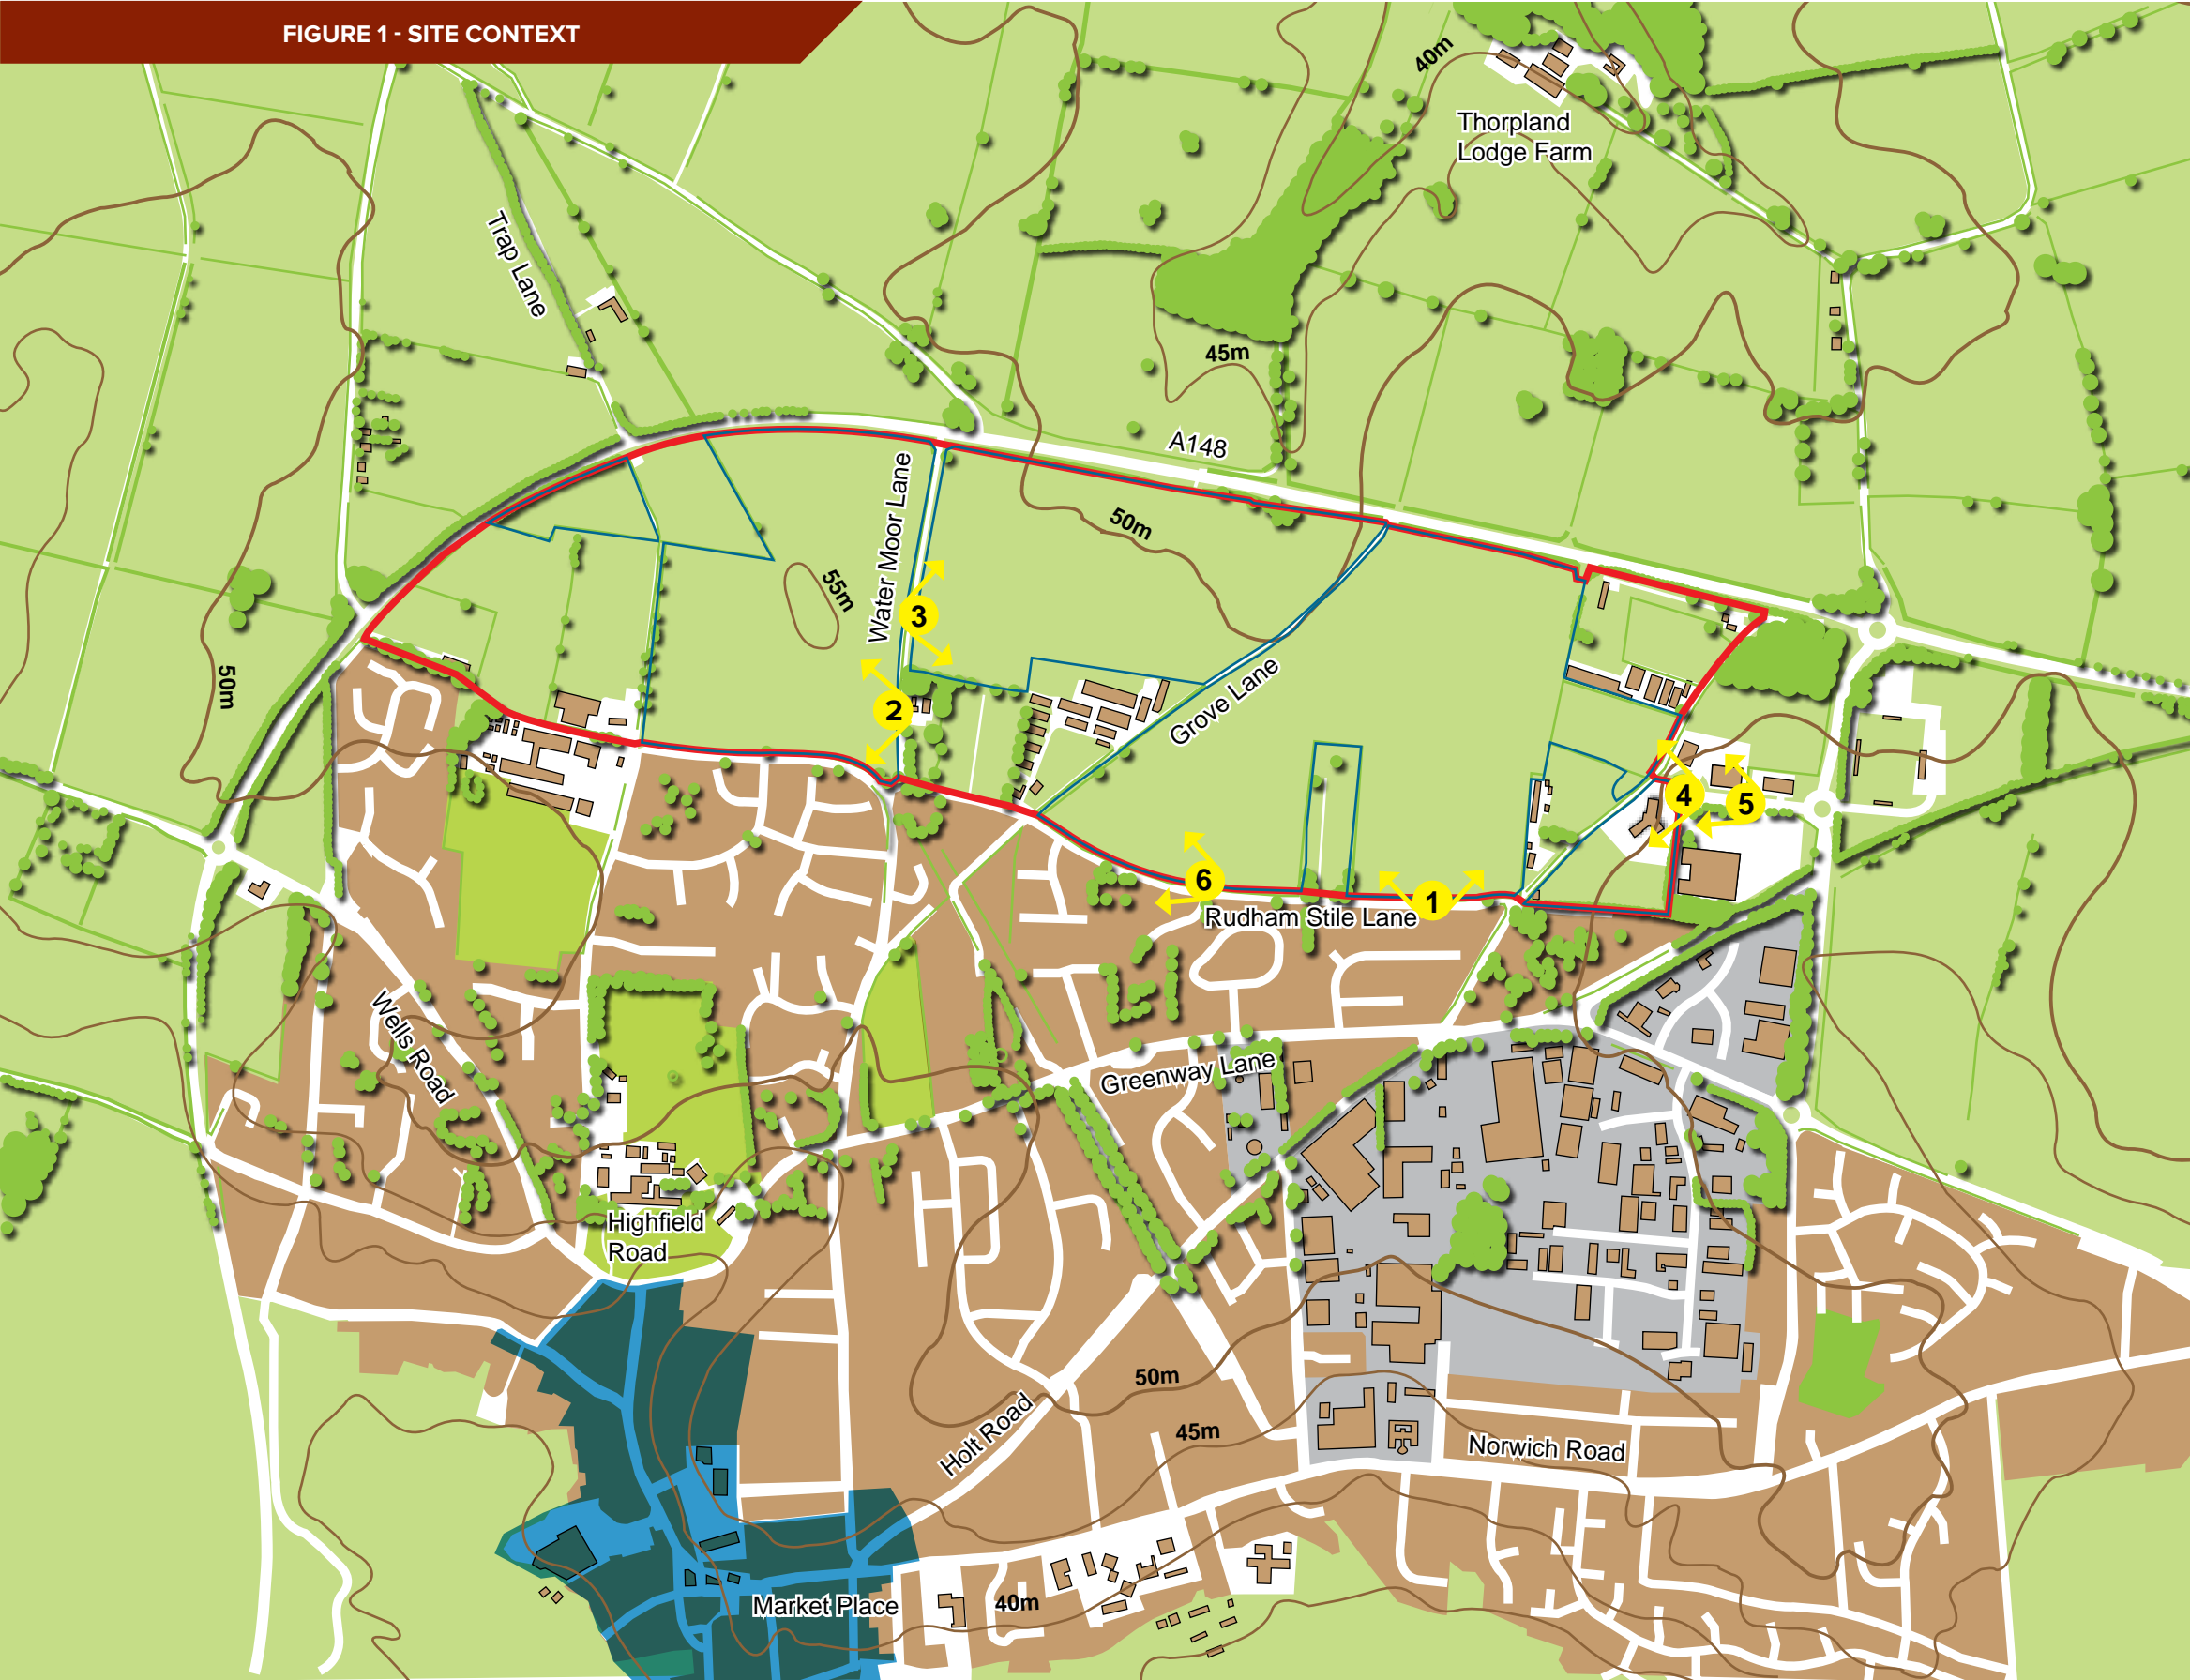 FIGURE 1 - SITE CONTEXT
40m
Thorpland
Lodge Farm
Trap Lane
45m
A148
Water Moor Lane
50m
55m
3
50m
Grove Lane
2
4
5
6
1
Rudham Stile Lane
Wells Road
Greenway Lane
Highfield
Road
50m
Holt Road
45m
Norwich Road
Market Place
40m